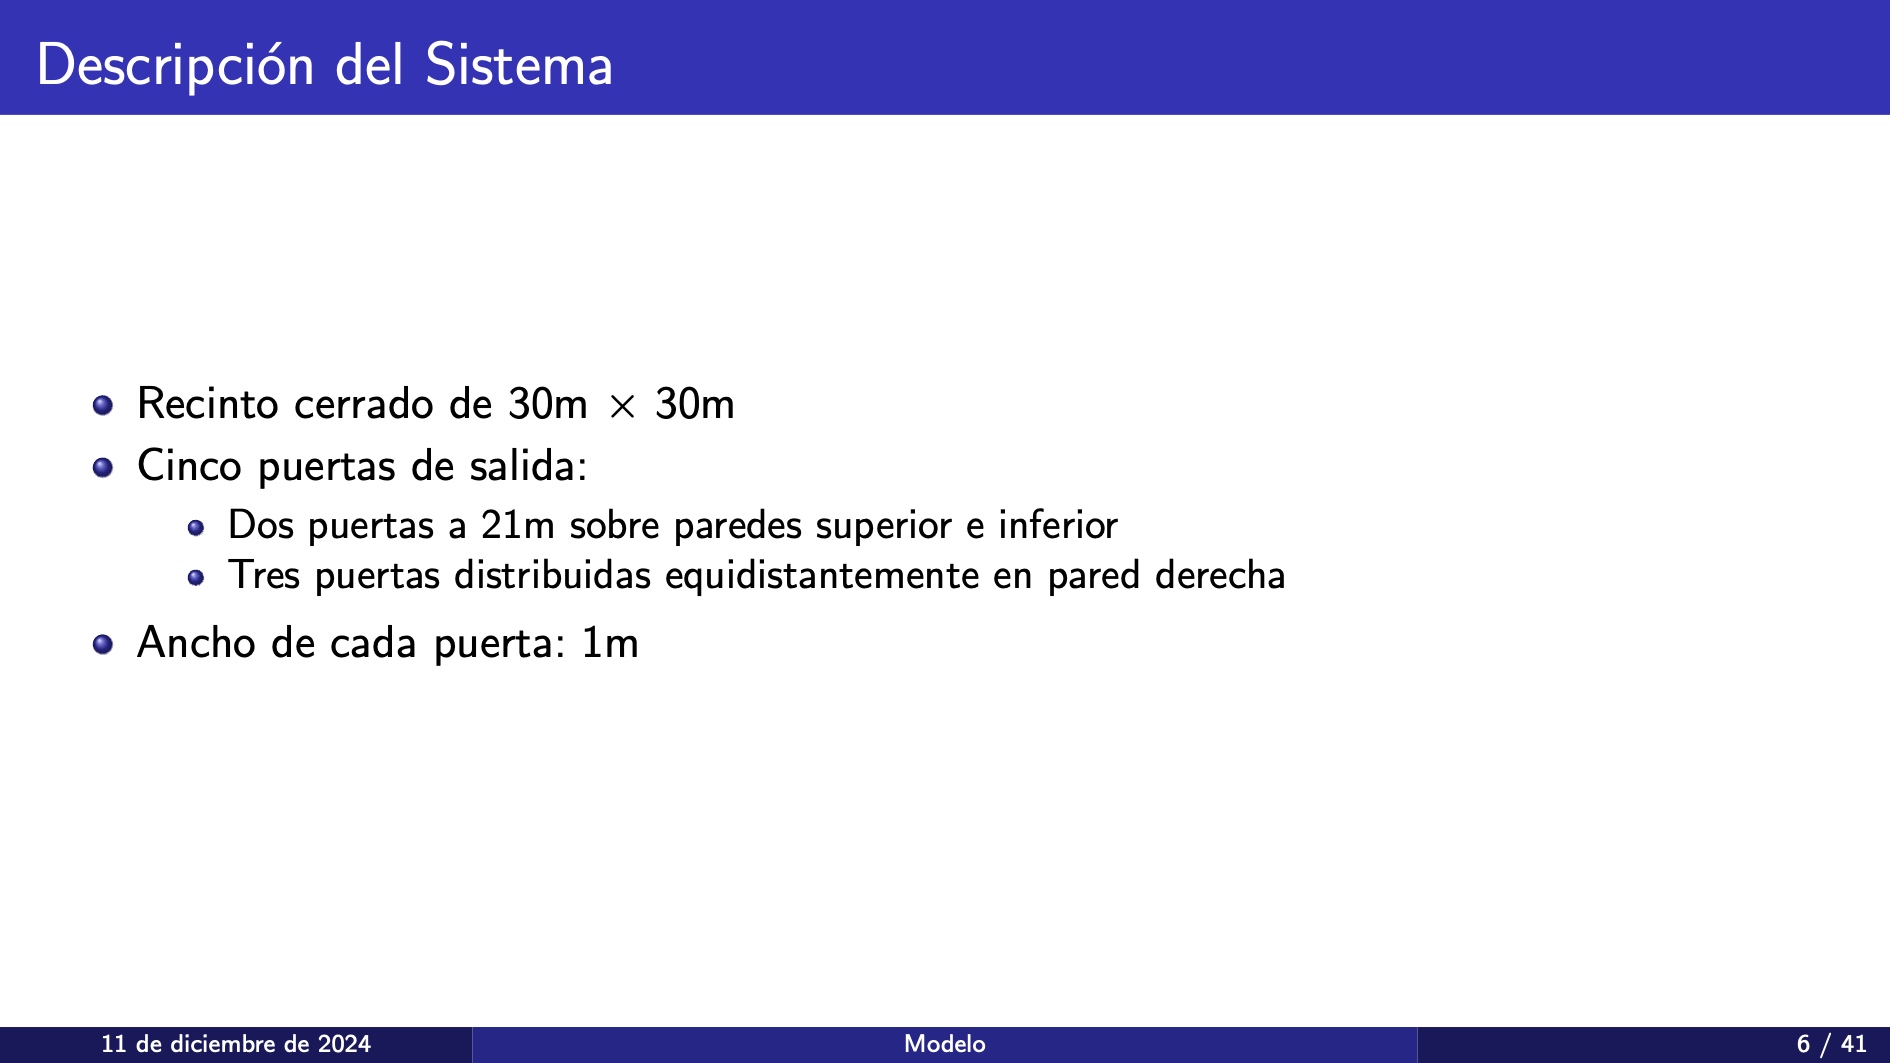 Descripción del Sistema
Recinto cerrado de 30m × 30m
Cinco puertas de salida:
Dos puertas a 21m sobre paredes superior e inferior
Tres puertas distribuidas equidistantemente en pared derecha
Ancho de cada puerta: 1m
11 de diciembre de 2024 Modelo 6 / 41